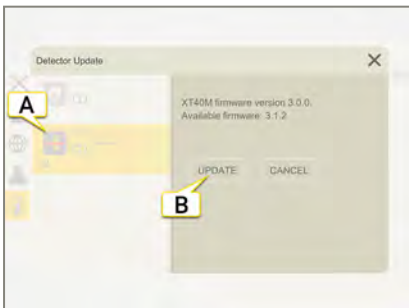 Detector Update
A
XT40M firmware version 3.0.0.
Available firmware: 3.1.2
UPDATE CANCEL
B